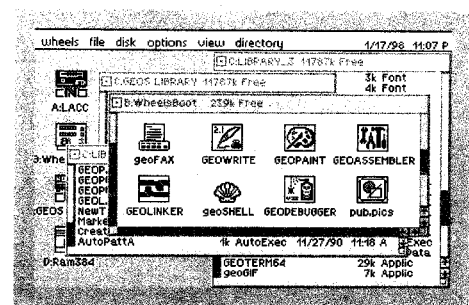 wheels file disk options view directory 1/17/98 11:07 P
C:LIBRARY_3 11787k Free
C:GEOS LIBRARY 11787k Free
3k Font
4k Font
B:WheelsBoot 239k Free
A:LACC
geoFAX GEOWRITE GEOPAINT GEOASSEMBLER
B:Whe
C:LIB
GEOP
GEOP
GEOP
GEOL
NewT
Marke
Creat
GEOLINKER geoSHELL GEODEBUGGER pub.pics
AutoPattA 1k AutoExec 11/27/90 11:18 A
Exec
Data
D:Ram384
GEOTERM64 29k Applic
geoGIF 7k Applic